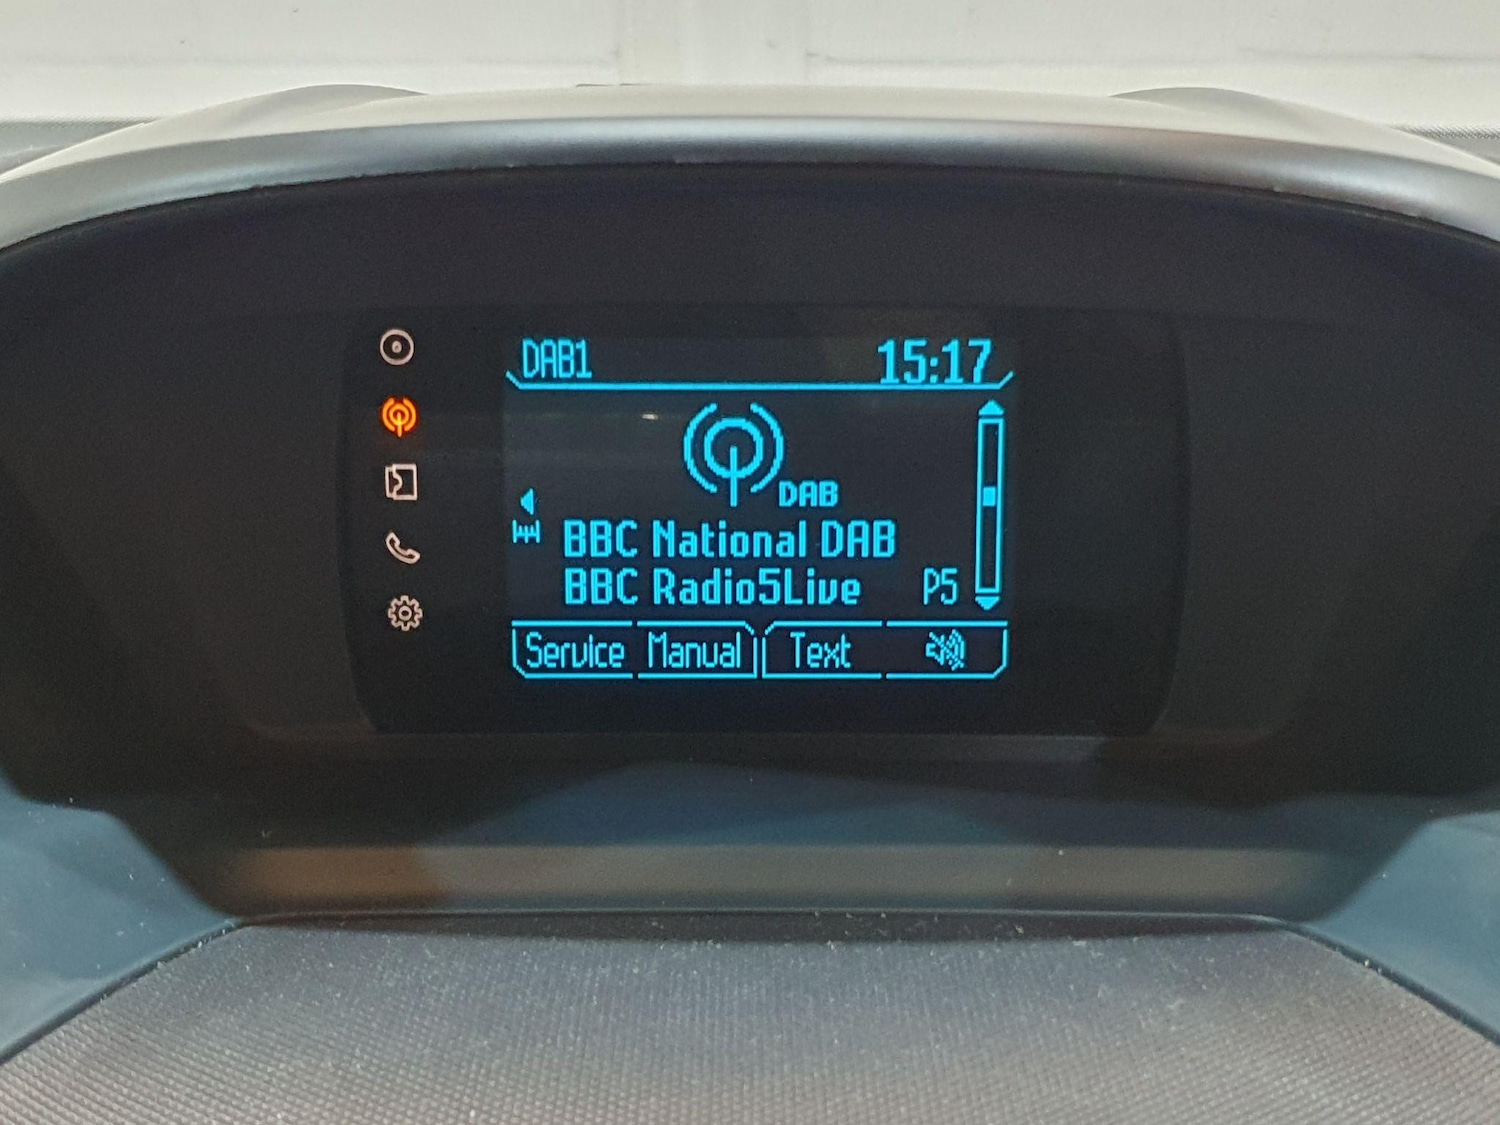 DAB1 15:17
DAB
BBC National DAB
BBC Radio5Live P5
Service Manual Text